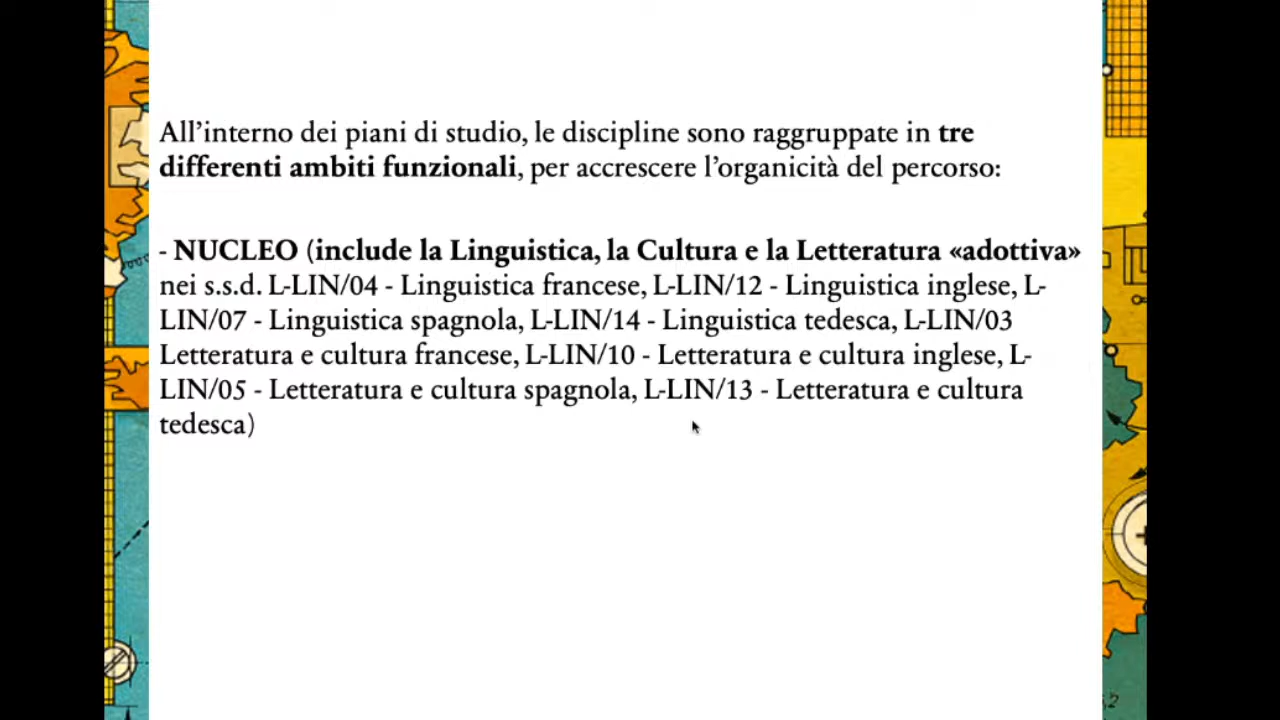 All’interno dei piani di studio, le discipline sono raggruppate in tre
differenti ambiti funzionali, per accrescere l’organicità del percorso:
- NUCLEO (include la Linguistica, la Cultura e la Letteratura «adottiva»
nei s.s.d. L-LIN/04 - Linguistica francese, L-LIN/12 - Linguistica inglese, L-
LIN/07 - Linguistica spagnola, L-LIN/14 - Linguistica tedesca, L-LIN/03
Letteratura e cultura francese, L-LIN/10 - Letteratura e cultura inglese, L-
LIN/05 - Letteratura e cultura spagnola, L-LIN/13 - Letteratura e cultura
tedesca)